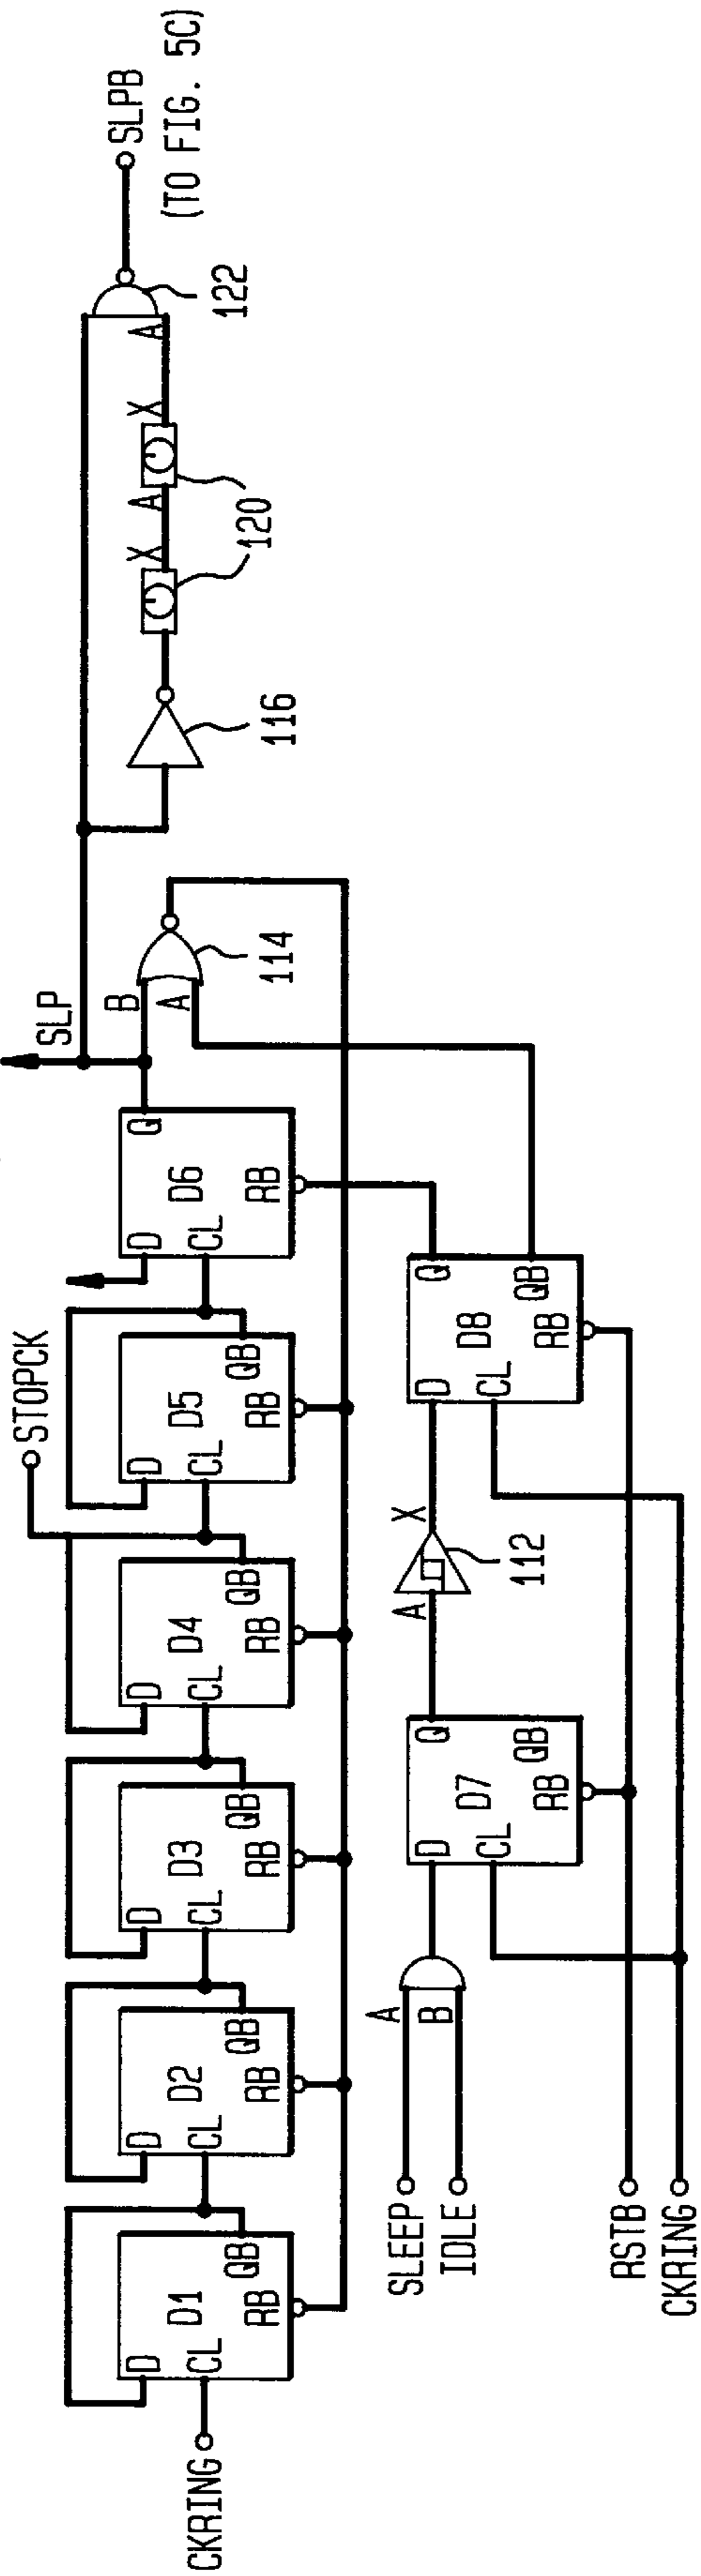 CKRING
D
CL
D1
QB
RB
D
CL
D2
QB
RB
D
CL
D3
QB
RB
D
CL
D4
QB
RB
STOPCK
D
CL
D5
QB
RB
D
CL
D6
Q
RB
SLP
B
A
114
116
X
A
120
X
A
122
SLPB
(TO FIG. 5C)
SLEEP
IDLE
A
B
D
CL
D7
Q
QB
RB
A
X
112
D
CL
D8
Q
QB
RB
RSTB
CKRING